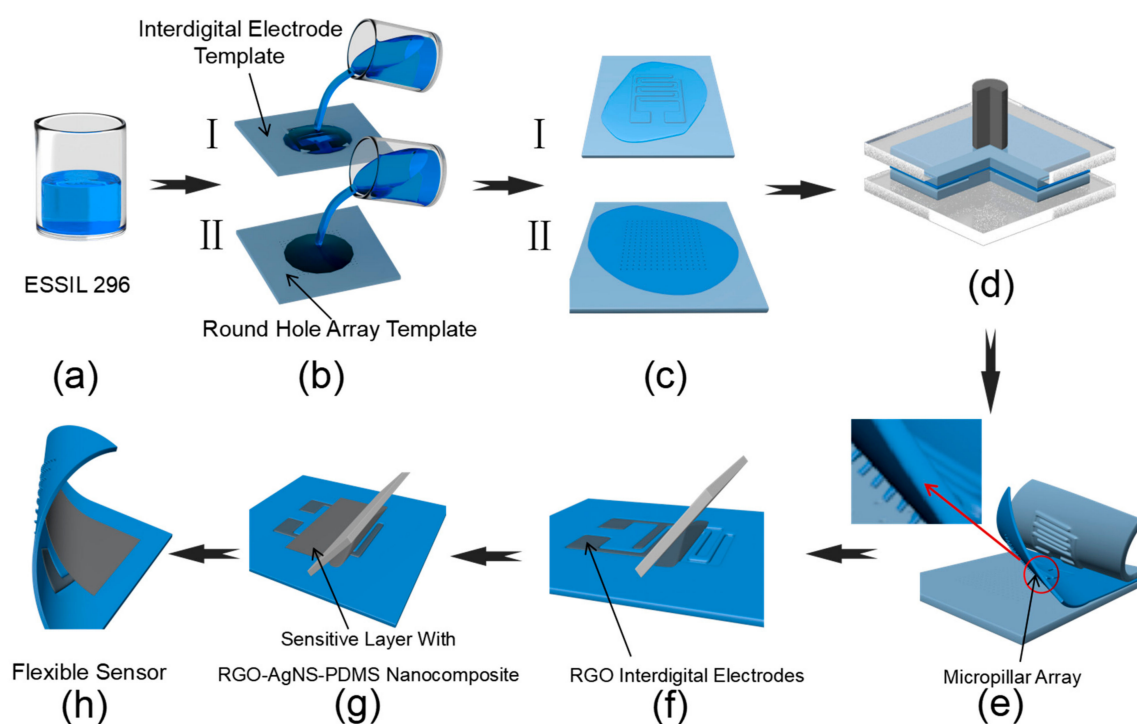 Interdigital Electrode
Template
I
II
ESSIL 296
Round Hole Array Template
I
II
(a)
(b)
(c)
(d)
Flexible Sensor
(h)
Sensitive Layer With
RGO-AgNS-PDMS Nanocomposite
(g)
RGO Interdigital Electrodes
(f)
Micropillar Array
(e)